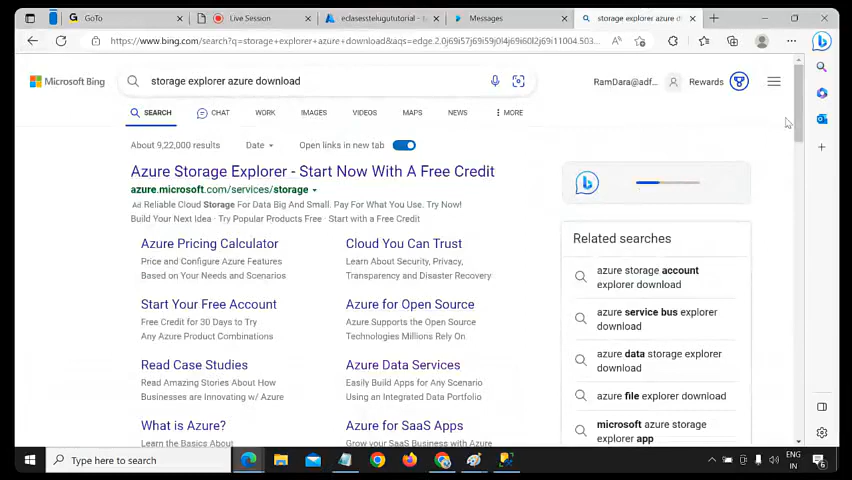 GoTo
Live Session
eclasestelugututorial -
Messages
storage explorer azure d
https://www.bing.com/search?q=storage+explorer+azure+download&aqs=edge.2.0j69i57j69i59j0l4j69i60l2j69i11004.503...
Microsoft Bing
storage explorer azure download
RamDara@adf...
Rewards
SEARCH
CHAT
WORK
IMAGES
VIDEOS
MAPS
NEWS
MORE
About 9,22,000 results
Date
Open links in new tab
Azure Storage Explorer - Start Now With A Free Credit
azure.microsoft.com/services/storage
Ad Reliable Cloud Storage For Data Big And Small. Pay For What You Use. Try Now!
Build Your Next Idea · Try Popular Products Free · Start with a Free Credit
Azure Pricing Calculator
Price and Configure Azure Features
Based on Your Needs and Scenarios
Cloud You Can Trust
Learn About Security, Privacy,
Transparency and Disaster Recovery
Start Your Free Account
Free Credit for 30 Days to Try
Any Azure Product Combinations
Azure for Open Source
Azure Supports the Open Source
Technologies Millions Rely On
Read Case Studies
Read Amazing Stories About How
Businesses are Innovating w/ Azure
Azure Data Services
Easily Build Apps for Any Scenario
Using an Integrated Data Portfolio
What is Azure?
Learn the Basics About
Azure for SaaS Apps
Grow your SaaS Business with Azure
Related searches
azure storage account
explorer download
azure service bus explorer
download
azure data storage explorer
download
azure file explorer download
microsoft azure storage
explorer app
Type here to search
ENG
IN
6